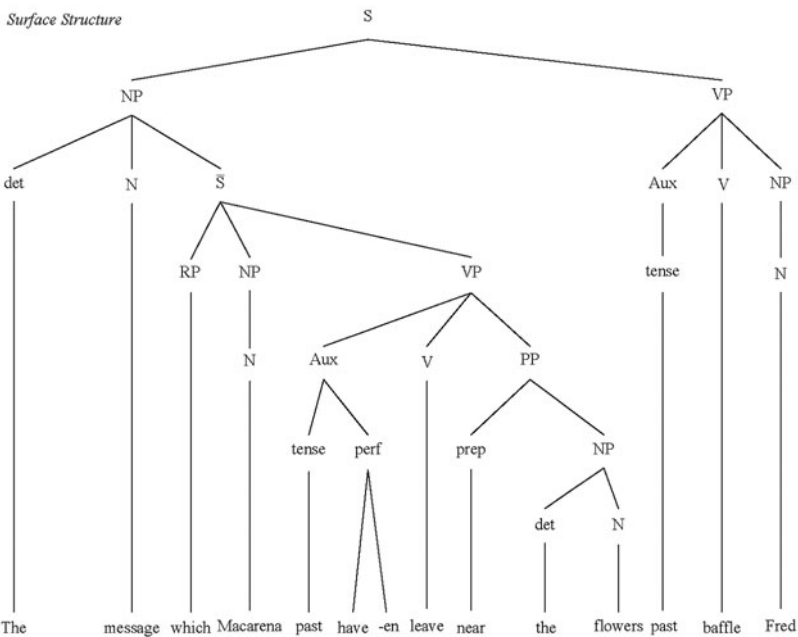 Surface Structure
S
NP VP
det N S̄ Aux V NP
RP NP VP tense N
N Aux V PP
tense perf prep NP
det N
The message which Macarena past have -en leave near the flowers past baffle Fred